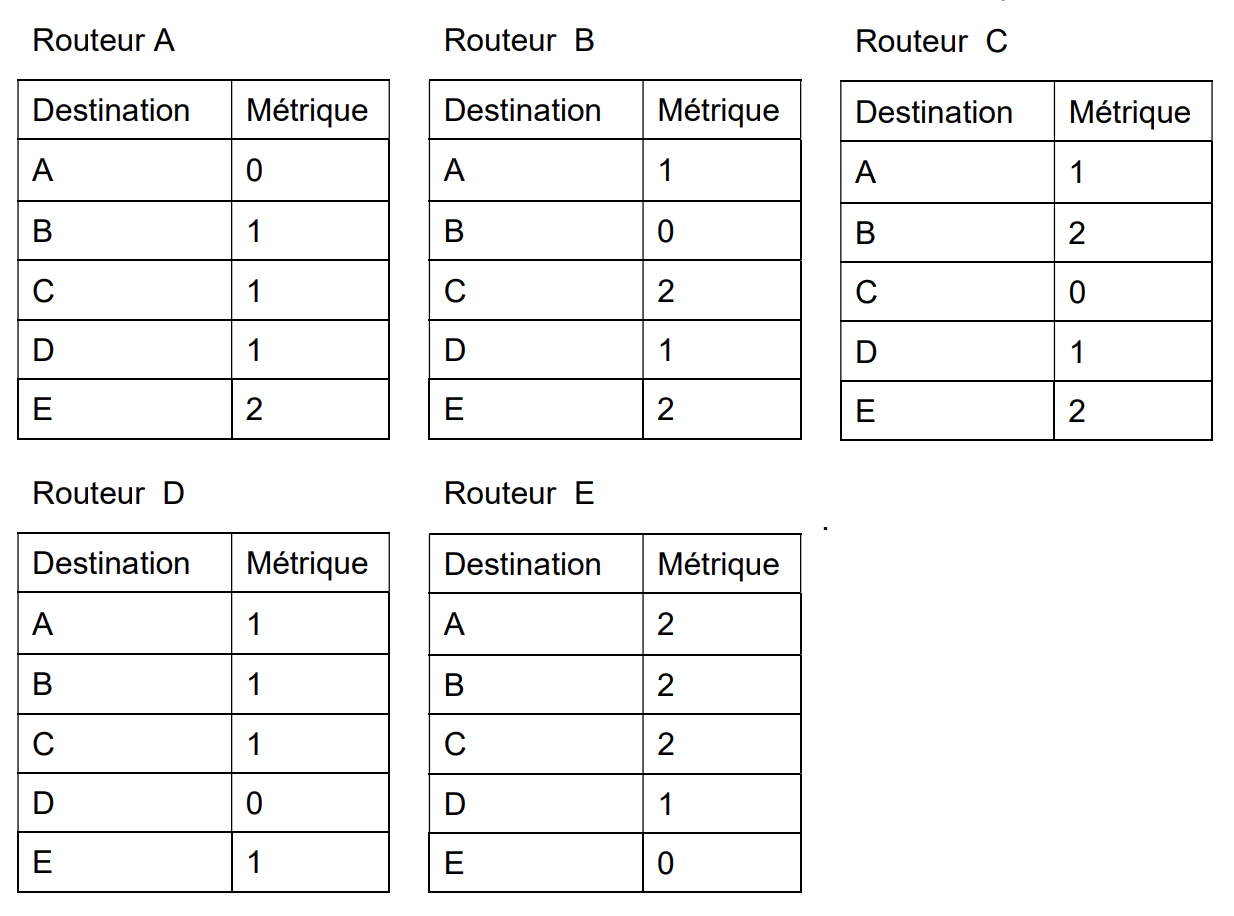 Routeur A
Destination Métrique
A 0
B 1
C 1
D 1
E 2
Routeur B
Destination Métrique
A 1
B 0
C 2
D 1
E 2
Routeur C
Destination Métrique
A 1
B 2
C 0
D 1
E 2
Routeur D
Destination Métrique
A 1
B 1
C 1
D 0
E 1
Routeur E
Destination Métrique
A 2
B 2
C 2
D 1
E 0
.